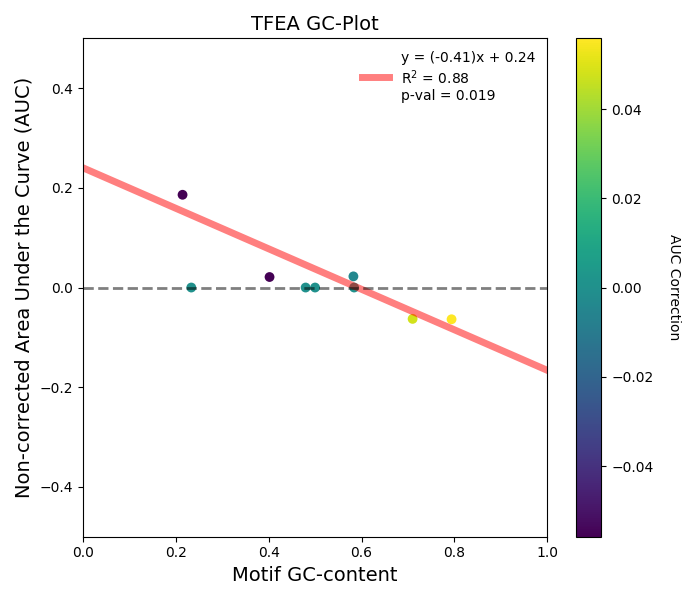 TFEA GC-Plot
y = (-0.41)x + 0.24
R² = 0.88
p-val = 0.019
Non-corrected Area Under the Curve (AUC)
0.4
0.2
0.0
−0.2
−0.4
0.0 0.2 0.4 0.6 0.8 1.0
Motif GC-content
0.04
0.02
0.00
−0.02
−0.04
AUC Correction